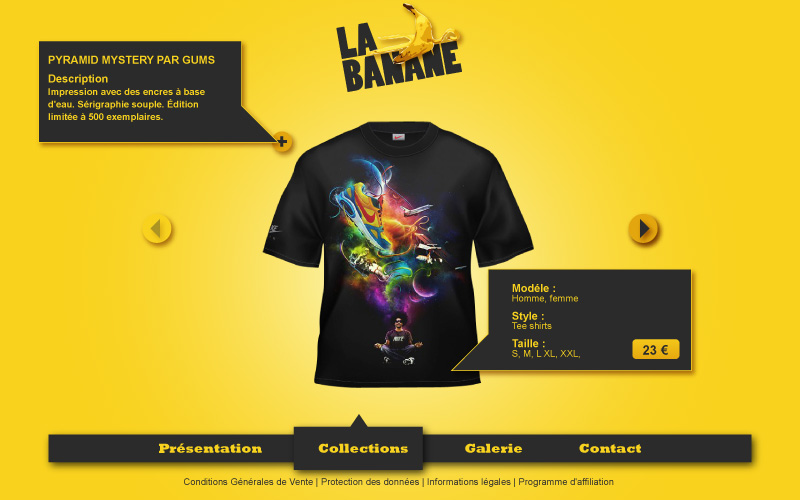 LA
BANANE
PYRAMID MYSTERY PAR GUMS
Description
Impression avec des encres à base
d'eau. Sérigraphie souple. Édition
limitée à 500 exemplaires.
Modéle :
Homme, femme
Style :
Tee shirts
Taille :
S, M, L XL, XXL,
23 €
Présentation
Collections
Galerie
Contact
Conditions Générales de Vente | Protection des données | Informations légales | Programme d'affiliation